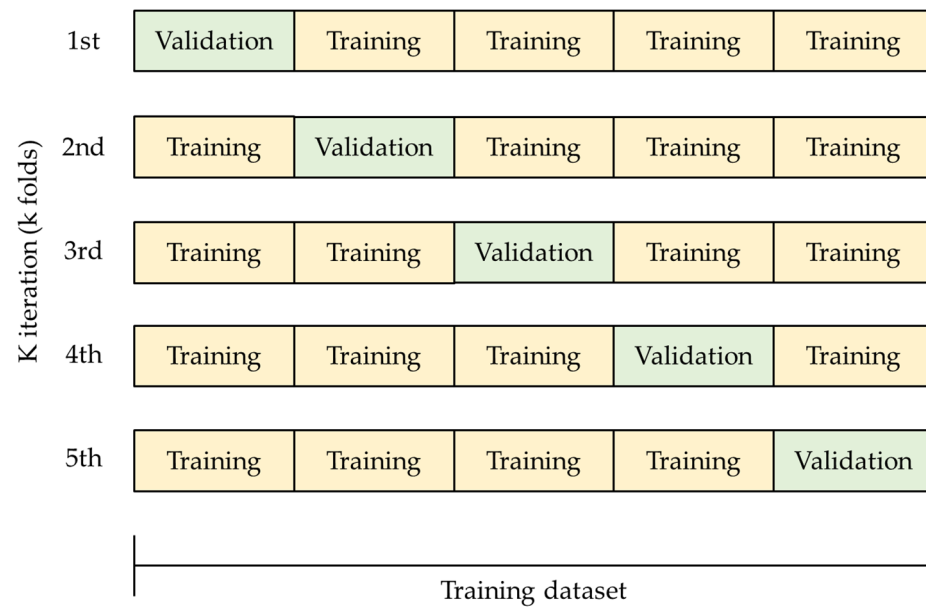 1st Validation Training Training Training Training
2nd Training Validation Training Training Training
3rd Training Training Validation Training Training
4th Training Training Training Validation Training
5th Training Training Training Training Validation
K iteration (k folds)
Training dataset